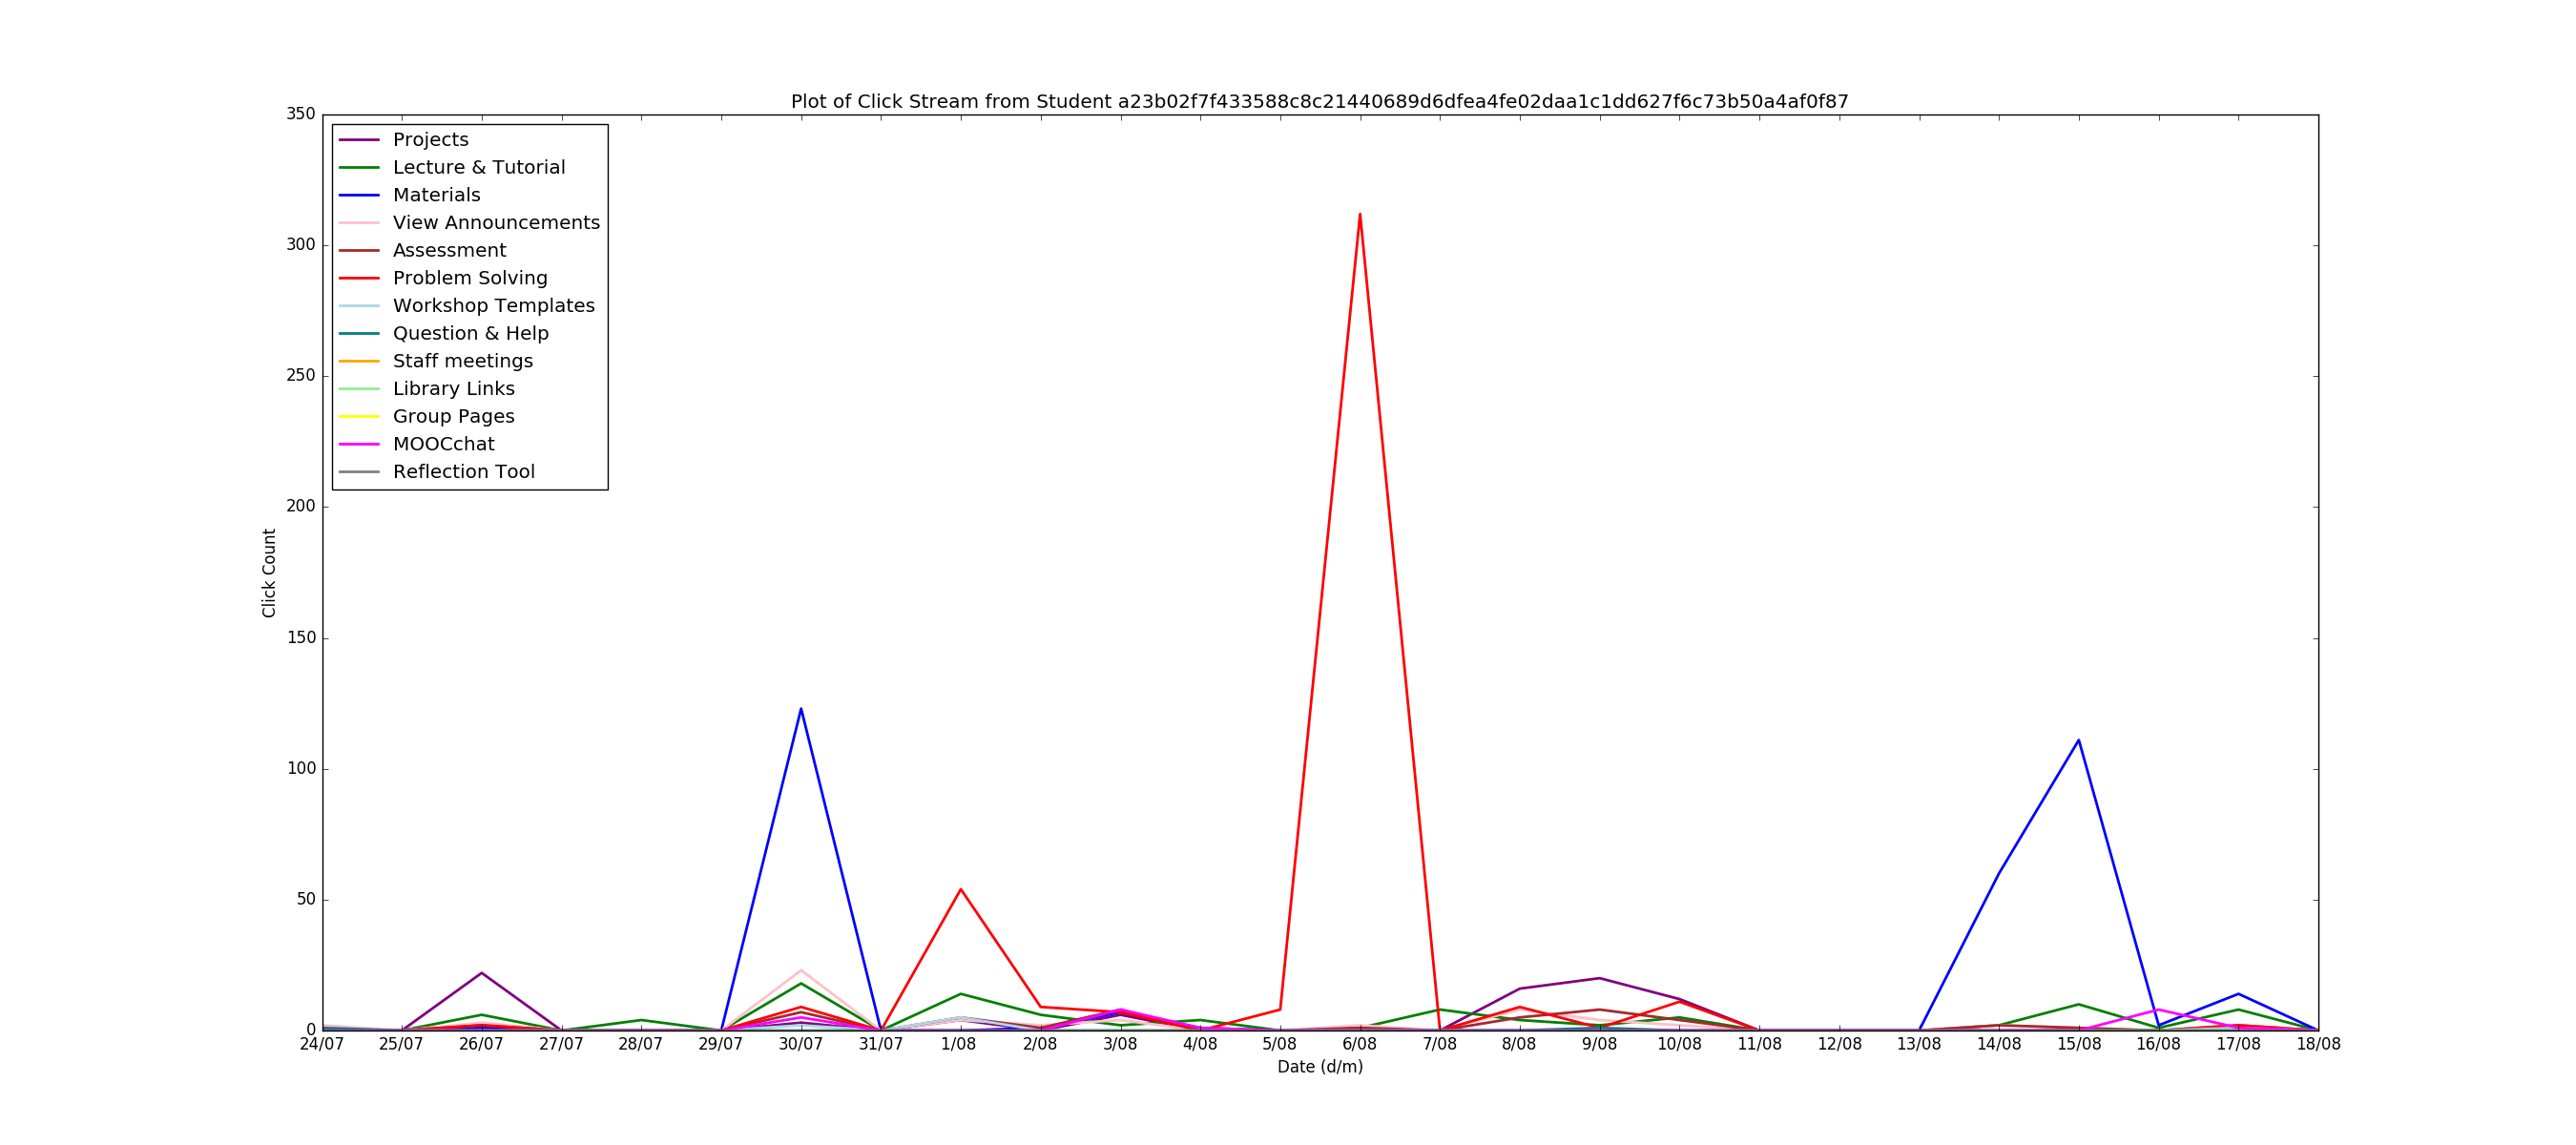 Plot of Click Stream from Student a23b02f7f433588c8c21440689d6dfea4fe02daa1c1dd627f6c73b50a4af0f87
350
300
250
200
150
100
50
0
Click Count
Projects
Lecture & Tutorial
Materials
View Announcements
Assessment
Problem Solving
Workshop Templates
Question & Help
Staff meetings
Library Links
Group Pages
MOOCchat
Reflection Tool
24/07 25/07 26/07 27/07 28/07 29/07 30/07 31/07 1/08 2/08 3/08 4/08 5/08 6/08 7/08 8/08 9/08 10/08 11/08 12/08 13/08 14/08 15/08 16/08 17/08 18/08
Date (d/m)